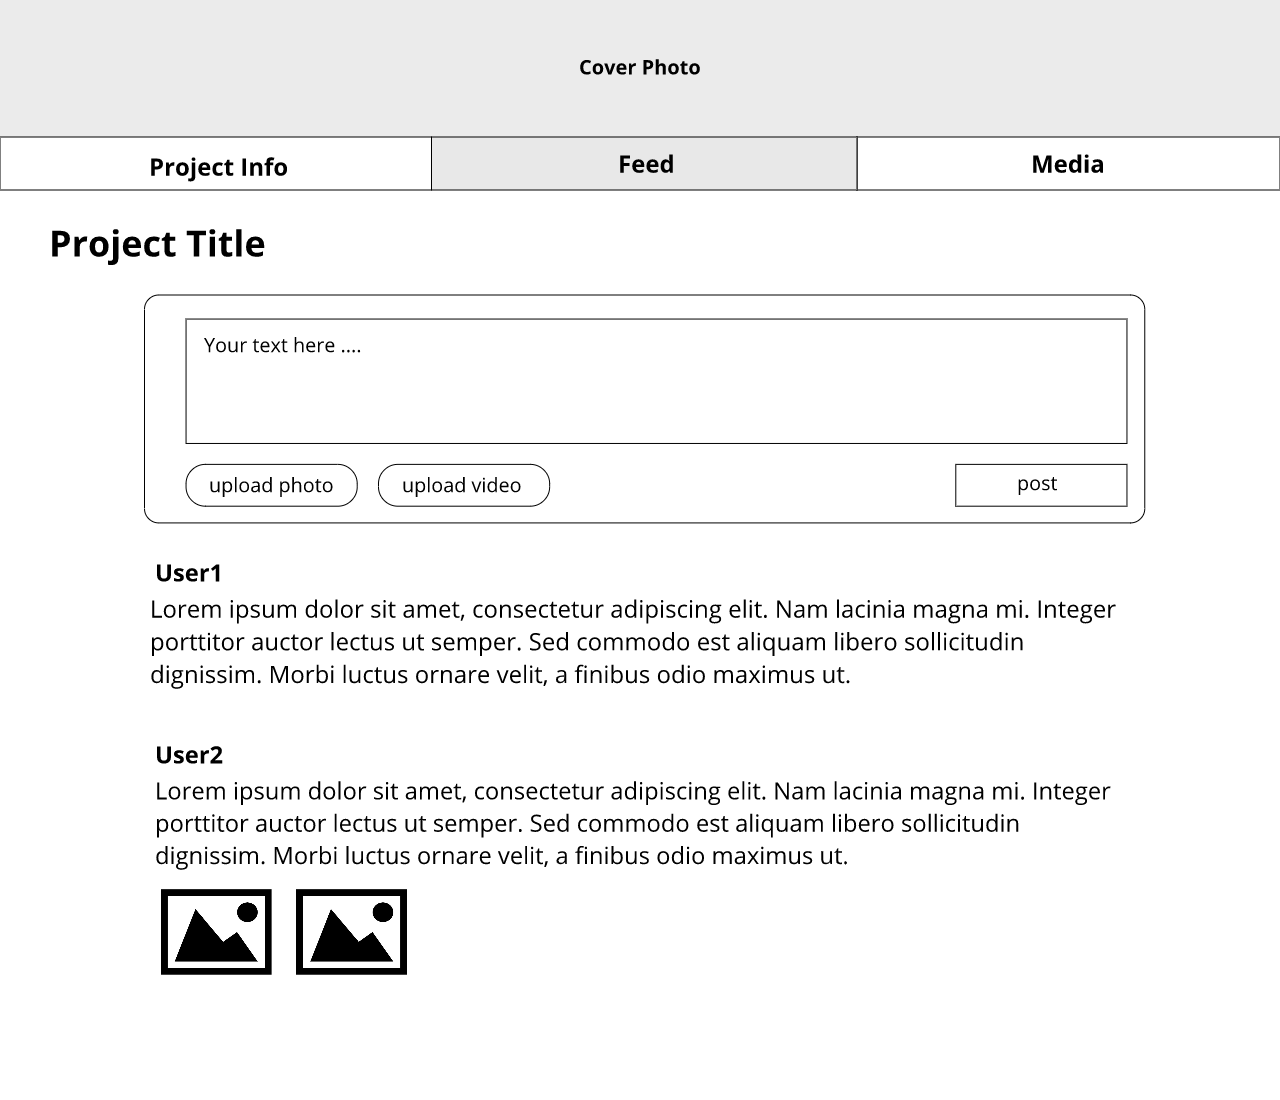 Cover Photo
Project Info
Feed
Media
Project Title
Your text here ....
upload photo
upload video
post
User1
Lorem ipsum dolor sit amet, consectetur adipiscing elit. Nam lacinia magna mi. Integer
porttitor auctor lectus ut semper. Sed commodo est aliquam libero sollicitudin
dignissim. Morbi luctus ornare velit, a finibus odio maximus ut.
User2
Lorem ipsum dolor sit amet, consectetur adipiscing elit. Nam lacinia magna mi. Integer
porttitor auctor lectus ut semper. Sed commodo est aliquam libero sollicitudin
dignissim. Morbi luctus ornare velit, a finibus odio maximus ut.